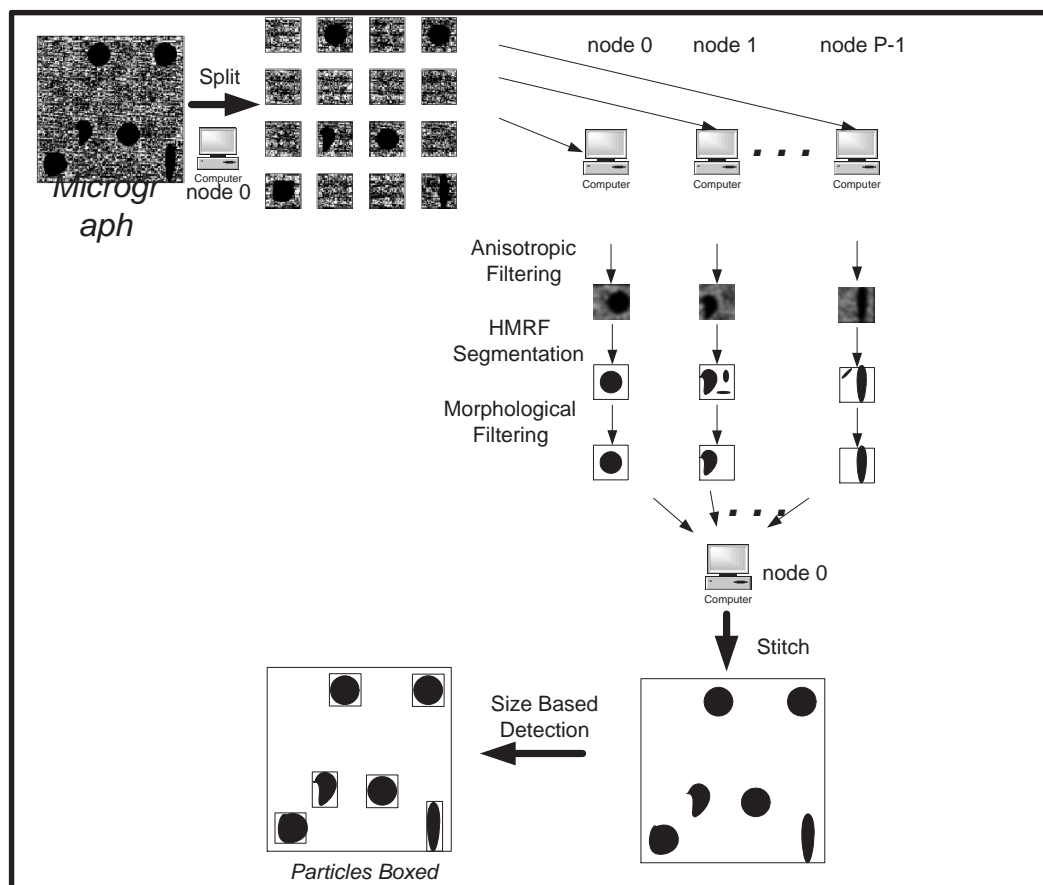 node 0 node 1 node P-1
Split
Computer
node 0
Microgr
aph
Computer
Computer
Computer
. . .
Anisotropic
Filtering
HMRF
Segmentation
Morphological
Filtering
. . .
node 0
Computer
Stitch
Size Based
Detection
Particles Boxed